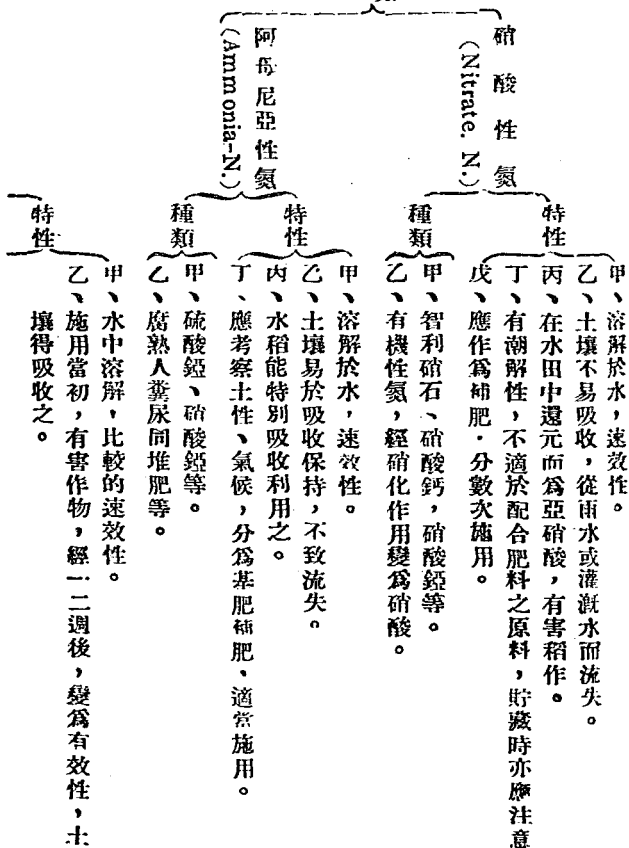 硝酸性氮
(Nitrate. N.)
特性
甲、溶解於水,速效性。
乙、土壤不易吸收,從雨水或灌漑水而流失。
丙、在水田中還元而爲亞硝酸,有害稻作。
丁、有潮解性,不適於配合肥料之原料,貯藏時亦應注意
戊、應作爲補肥.分數次施用。
種類
甲、智利硝石、硝酸鈣,硝酸錏等。
乙、有機性氮,經硝化作用變爲硝酸。
阿母尼亞性氮
(Ammonia-N.)
特性
甲、溶解於水,速效性。
乙、土壤易於吸收保持,不致流失。
丙、水稻能特別吸收利用之。
丁、應考察土性、氣候,分爲基肥補肥、適當施用。
種類
甲、硫酸錏、硝酸錏等。
乙、腐熟人糞尿同堆肥等。
特性
甲、水中溶解,比較的速效性。
乙、施用當初,有害作物,經一二週後,變爲有效性,土
壤得吸收之。